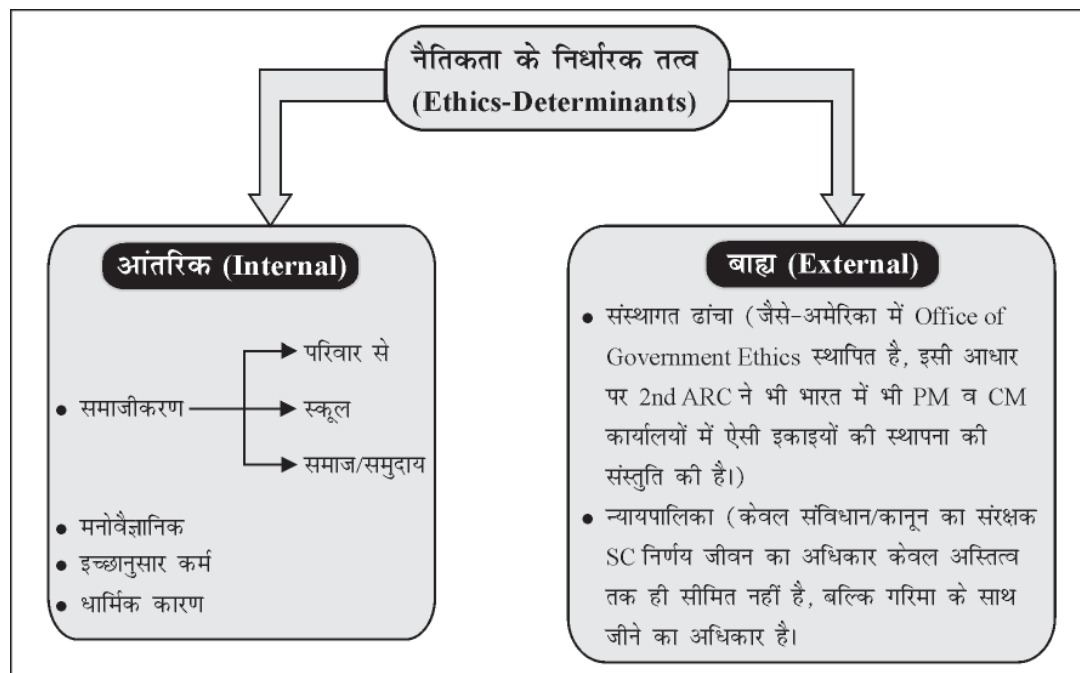 नैतिकता के निर्धारक तत्व
(Ethics-Determinants)
आंतरिक (Internal)
समाजीकरण
परिवार से
स्कूल
समाज/समुदाय
मनोवैज्ञानिक
इच्छानुसार कर्म
धार्मिक कारण
बाह्य (External)
संस्थागत ढांचा (जैसे-अमेरिका में Office of
Government Ethics स्थापित है, इसी आधार
पर 2nd ARC ने भी भारत में भी PM व CM
कार्यालयों में ऐसी इकाइयों की स्थापना की
संस्तुति की है।)
न्यायपालिका (केवल संविधान/कानून का संरक्षक
SC निर्णय जीवन का अधिकार केवल अस्तित्व
तक ही सीमित नहीं है, बल्कि गरिमा के साथ
जीने का अधिकार है।